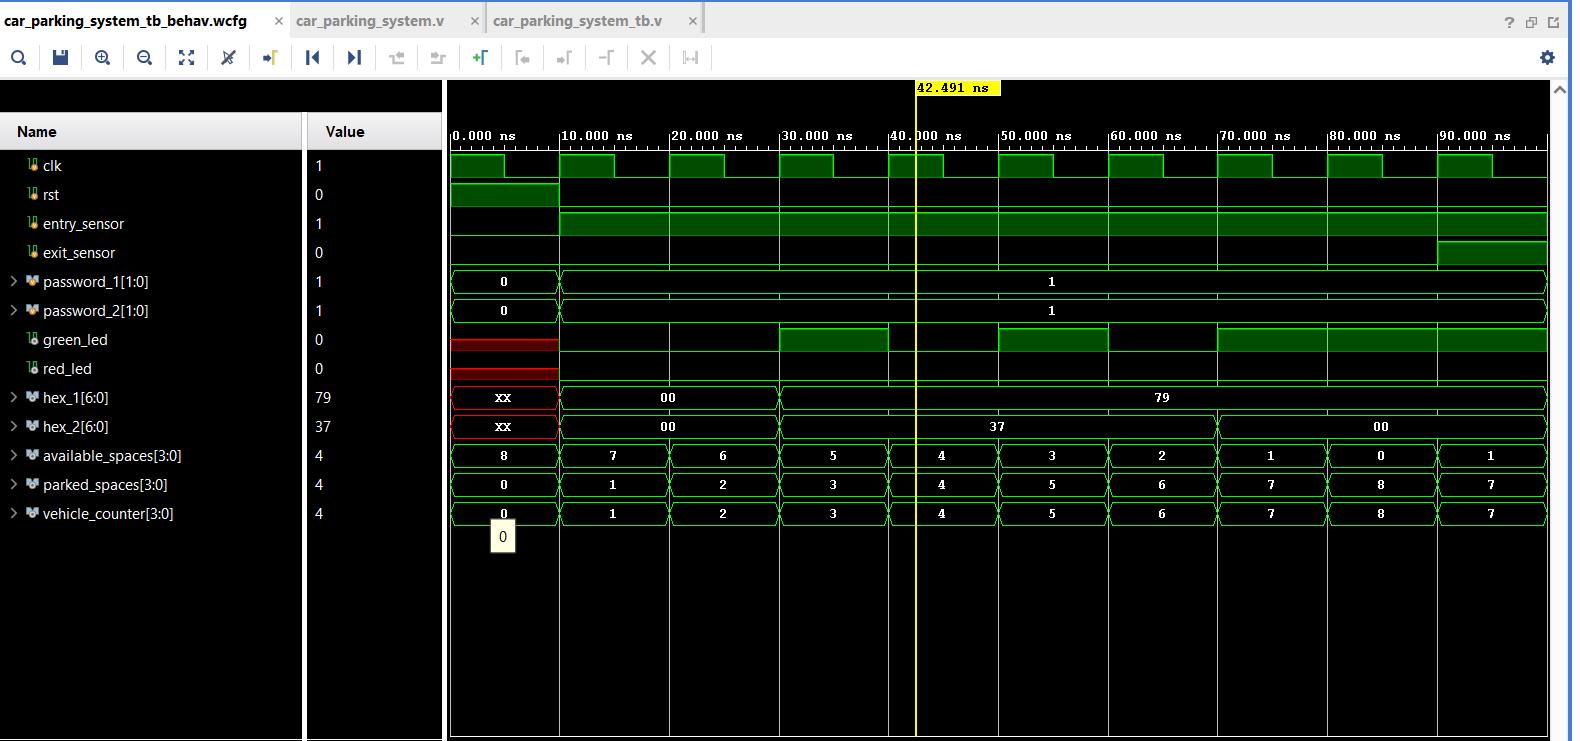 car_parking_system_tb_behav.wcfg × car_parking_system.v × car_parking_system_tb.v × ?
42.491 ns
Name Value 0.000 ns 10.000 ns 20.000 ns 30.000 ns 40.000 ns 50.000 ns 60.000 ns 70.000 ns 80.000 ns 90.000 ns
clk 1
rst 0
entry_sensor 1
exit_sensor 0
password_1[1:0] 1 0 1
password_2[1:0] 1 0 1
green_led 0
red_led 0
hex_1[6:0] 79 XX 00 79
hex_2[6:0] 37 XX 00 37 00
available_spaces[3:0] 4 8 7 6 5 4 3 2 1 0 1
parked_spaces[3:0] 4 0 1 2 3 4 5 6 7 8 7
vehicle_counter[3:0] 4 0 1 2 3 4 5 6 7 8 7
0